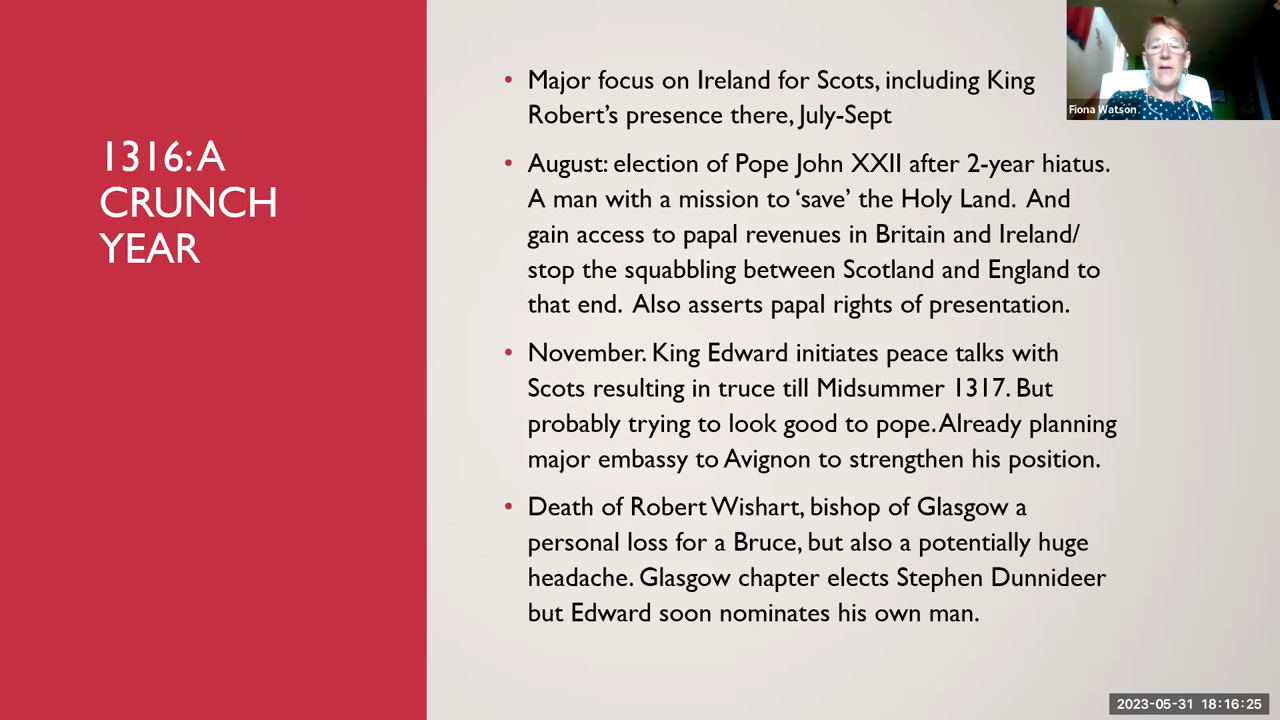 1316: A
CRUNCH
YEAR
• Major focus on Ireland for Scots, including King
Robert’s presence there, July-Sept
• August: election of Pope John XXII after 2-year hiatus.
A man with a mission to ‘save’ the Holy Land.  And
gain access to papal revenues in Britain and Ireland/
stop the squabbling between Scotland and England to
that end.  Also asserts papal rights of presentation.
• November. King Edward initiates peace talks with
Scots resulting in truce till Midsummer 1317. But
probably trying to look good to pope. Already planning
major embassy to Avignon to strengthen his position.
• Death of Robert Wishart, bishop of Glasgow a
personal loss for a Bruce, but also a potentially huge
headache. Glasgow chapter elects Stephen Dunnideer
but Edward soon nominates his own man.
Fiona Watson
2023-05-31 18:16:25